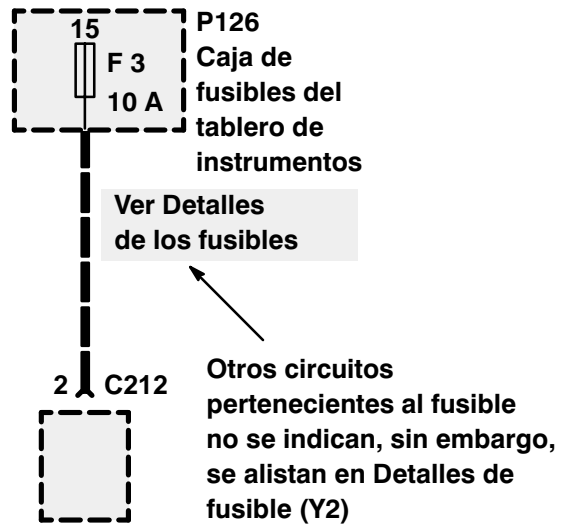 15
F 3
10 A
P126
Caja de
fusibles del
tablero de
instrumentos
Ver Detalles
de los fusibles
2
C212
Otros circuitos
pertenecientes al fusible
no se indican, sin embargo,
se alistan en Detalles de
fusible (Y2)